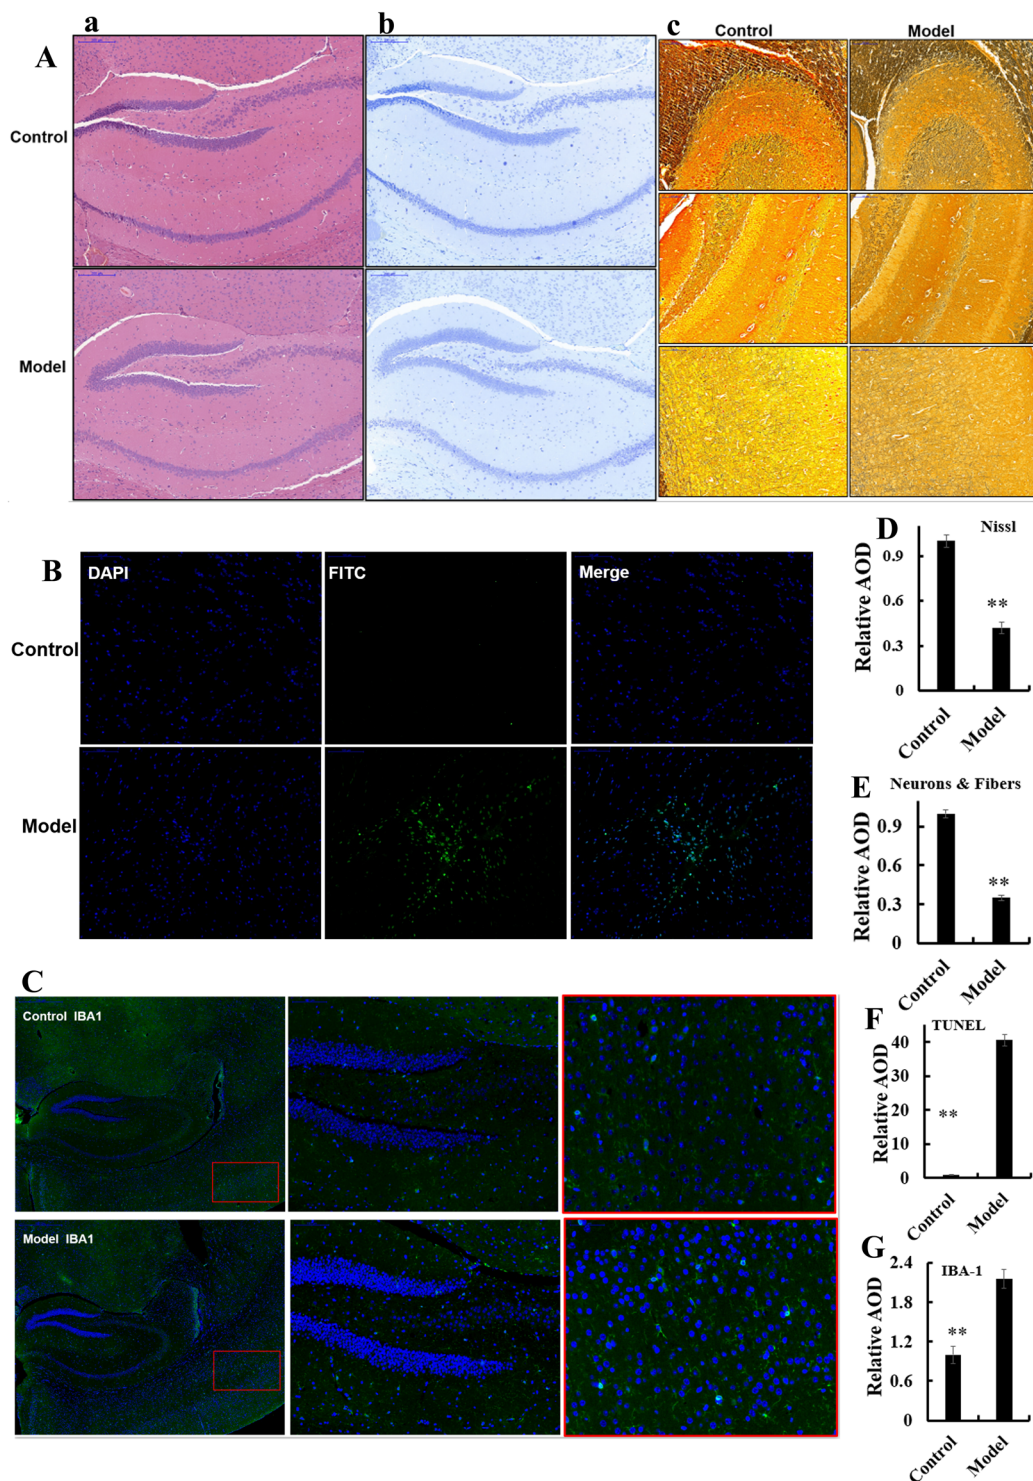 a
b
c
Control
Model
A
Control
Model
B
DAPI
FITC
Merge
Control
Model
C
Control IBA1
Model IBA1
D
Nissl
Relative AOD
0.9
0.6
0.3
0
**
Control
Model
E
Neurons & Fibers
Relative AOD
0.9
0.6
0.3
0
**
Control
Model
F
TUNEL
Relative AOD
40
30
20
10
0
**
Control
Model
G
IBA-1
Relative AOD
2.4
1.8
1.2
0.6
0
**
Control
Model